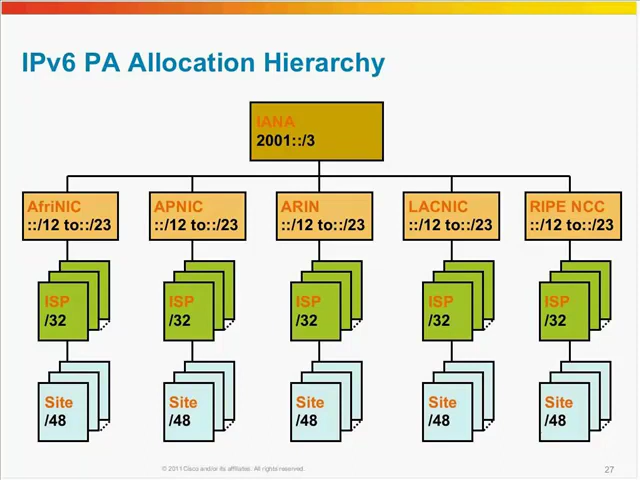 IPv6 PA Allocation Hierarchy
IANA
2001::/3
AfriNIC
::/12 to::/23
APNIC
::/12 to::/23
ARIN
::/12 to::/23
LACNIC
::/12 to::/23
RIPE NCC
::/12 to::/23
ISP
/32
ISP
/32
ISP
/32
ISP
/32
ISP
/32
Site
/48
Site
/48
Site
/48
Site
/48
Site
/48
© 2011 Cisco and/or its affiliates. All rights reserved.
27